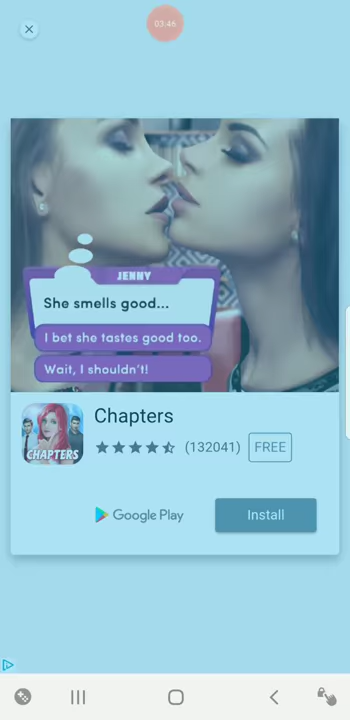 03:46
JENNY
She smells good...
I bet she tastes good too.
Wait, I shouldn't!
Chapters
CHAPTERS
(132041)
FREE
Google Play
Install